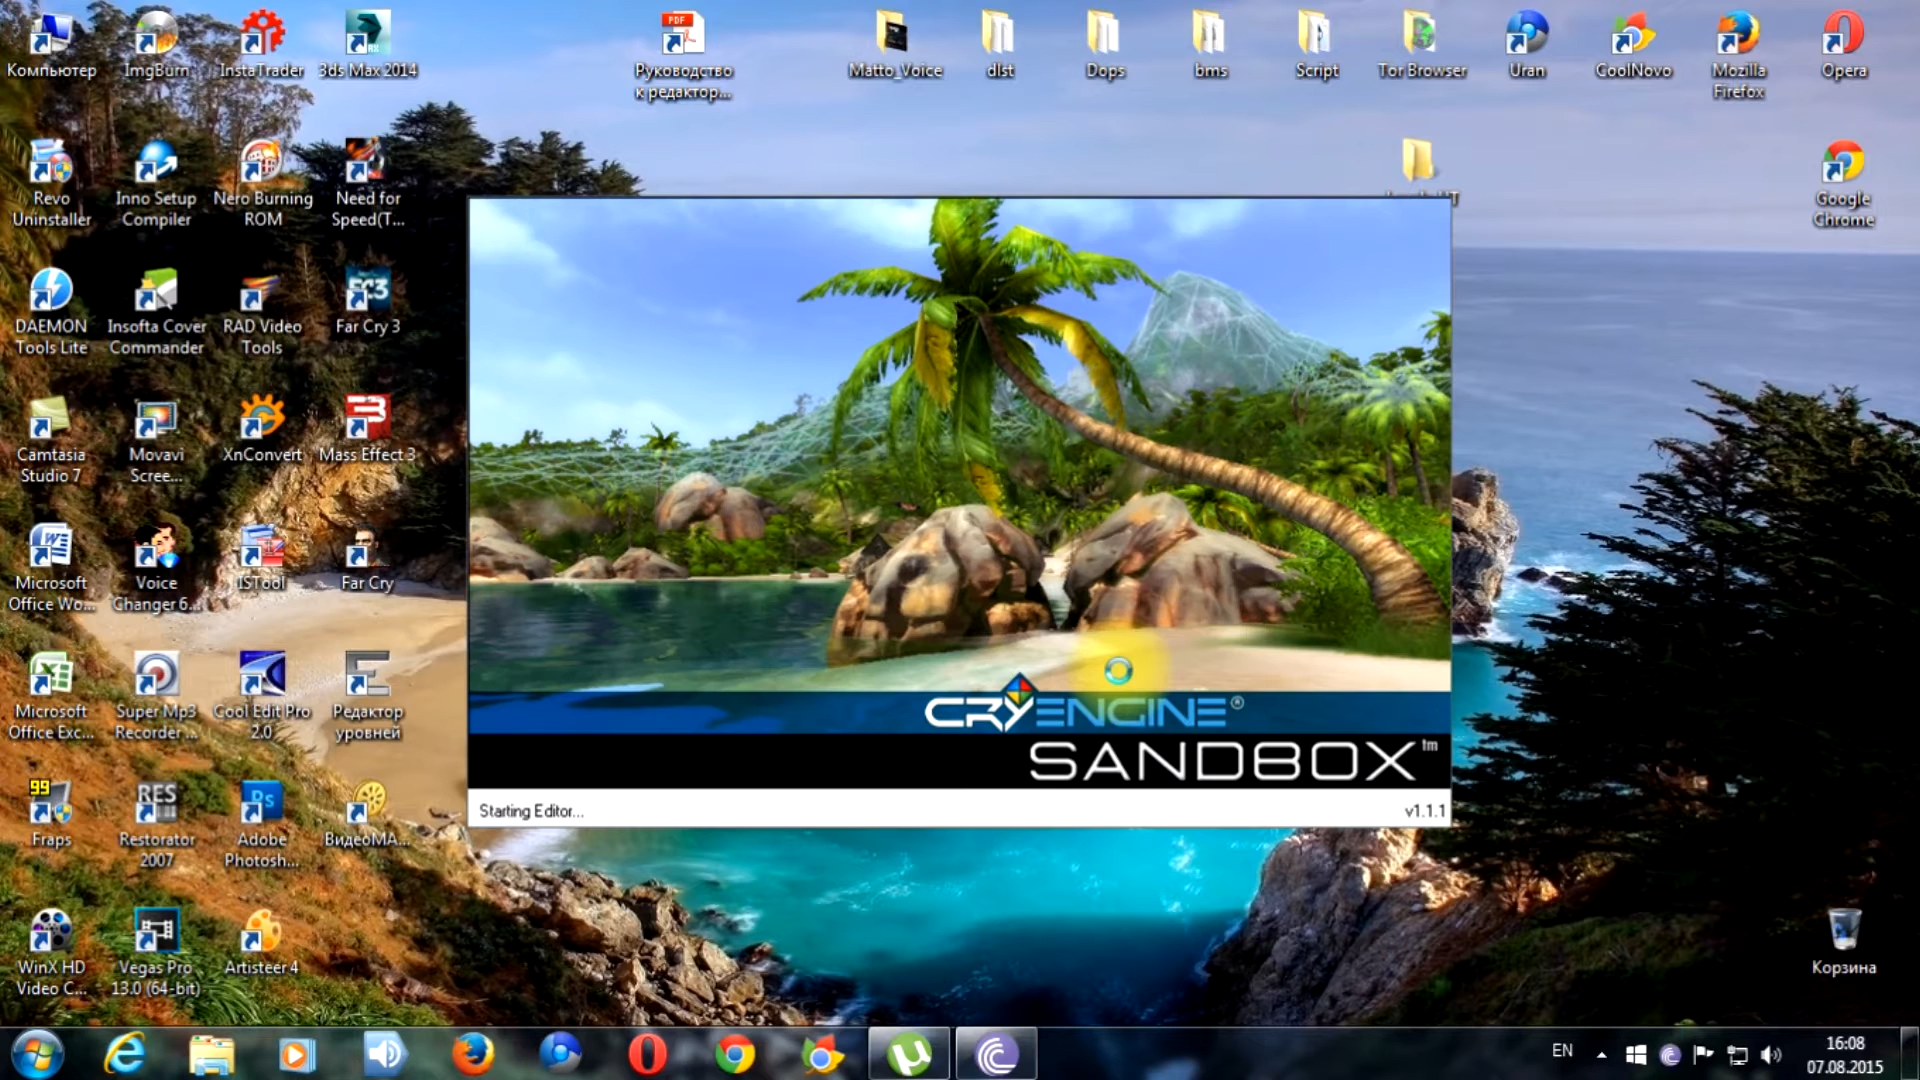 Компьютер
ImgBurn
InstaTrader
3ds Max 2014
PDF
Руководство
к редактор...
Matto_Voice
dlst
Dops
bms
Script
Tor Browser
Uran
CoolNovo
Mozilla
Firefox
Opera
Revo
Uninstaller
Inno Setup
Compiler
Nero Burning
ROM
Need for
Speed(T...
Google
Chrome
DAEMON
Tools Lite
Insofta Cover
Commander
RAD Video
Tools
Far Cry 3
Camtasia
Studio 7
Movavi
Scree...
XnConvert
Mass Effect 3
Microsoft
Office Wo...
Voice
Changer 6...
ISTool
Far Cry
Microsoft
Office Exc...
Super Mp3
Recorder ...
Cool Edit Pro
2.0
Редактор
уровней
CRYENGINE®
SANDBOX™
Starting Editor...
v1.1.1
99
Fraps
RES
Restorator
2007
Ps
Adobe
Photosh...
ВидеоМА...
WinX HD
Video C...
Vegas Pro
13.0 (64-bit)
Artisteer 4
Корзина
EN
16:08
07.08.2015